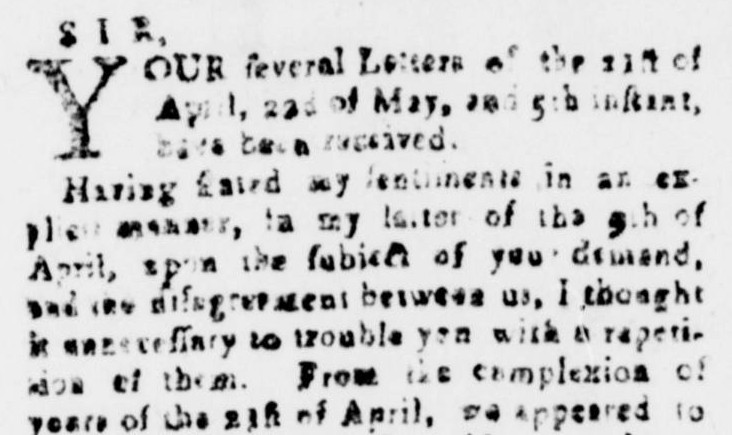 SIR,
YOUR ſeveral Letters of the 21ſt of
April, 22d of May, and 5th inſtant,
have been received.
Having ſtated my ſentiments in an ex-
plicit manner, in my letter of the 9th of
April, upon the ſubject of your demand,
and the diſagreement between us, I thought
it unneceſſary to trouble you with a repeti-
tion of them. From the complexion of
yours of the 21ſt of April, we appeared to